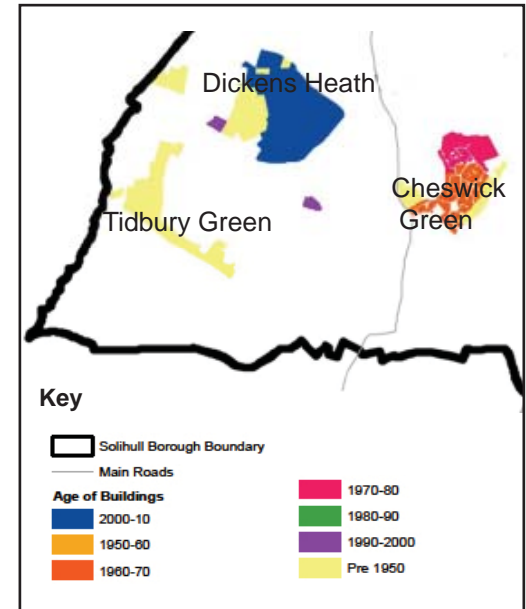 Dickens Heath
Cheswick
Green
Tidbury Green
Key
Solihull Borough Boundary
Main Roads
Age of Buildings
2000-10
1950-60
1960-70
1970-80
1980-90
1990-2000
Pre 1950